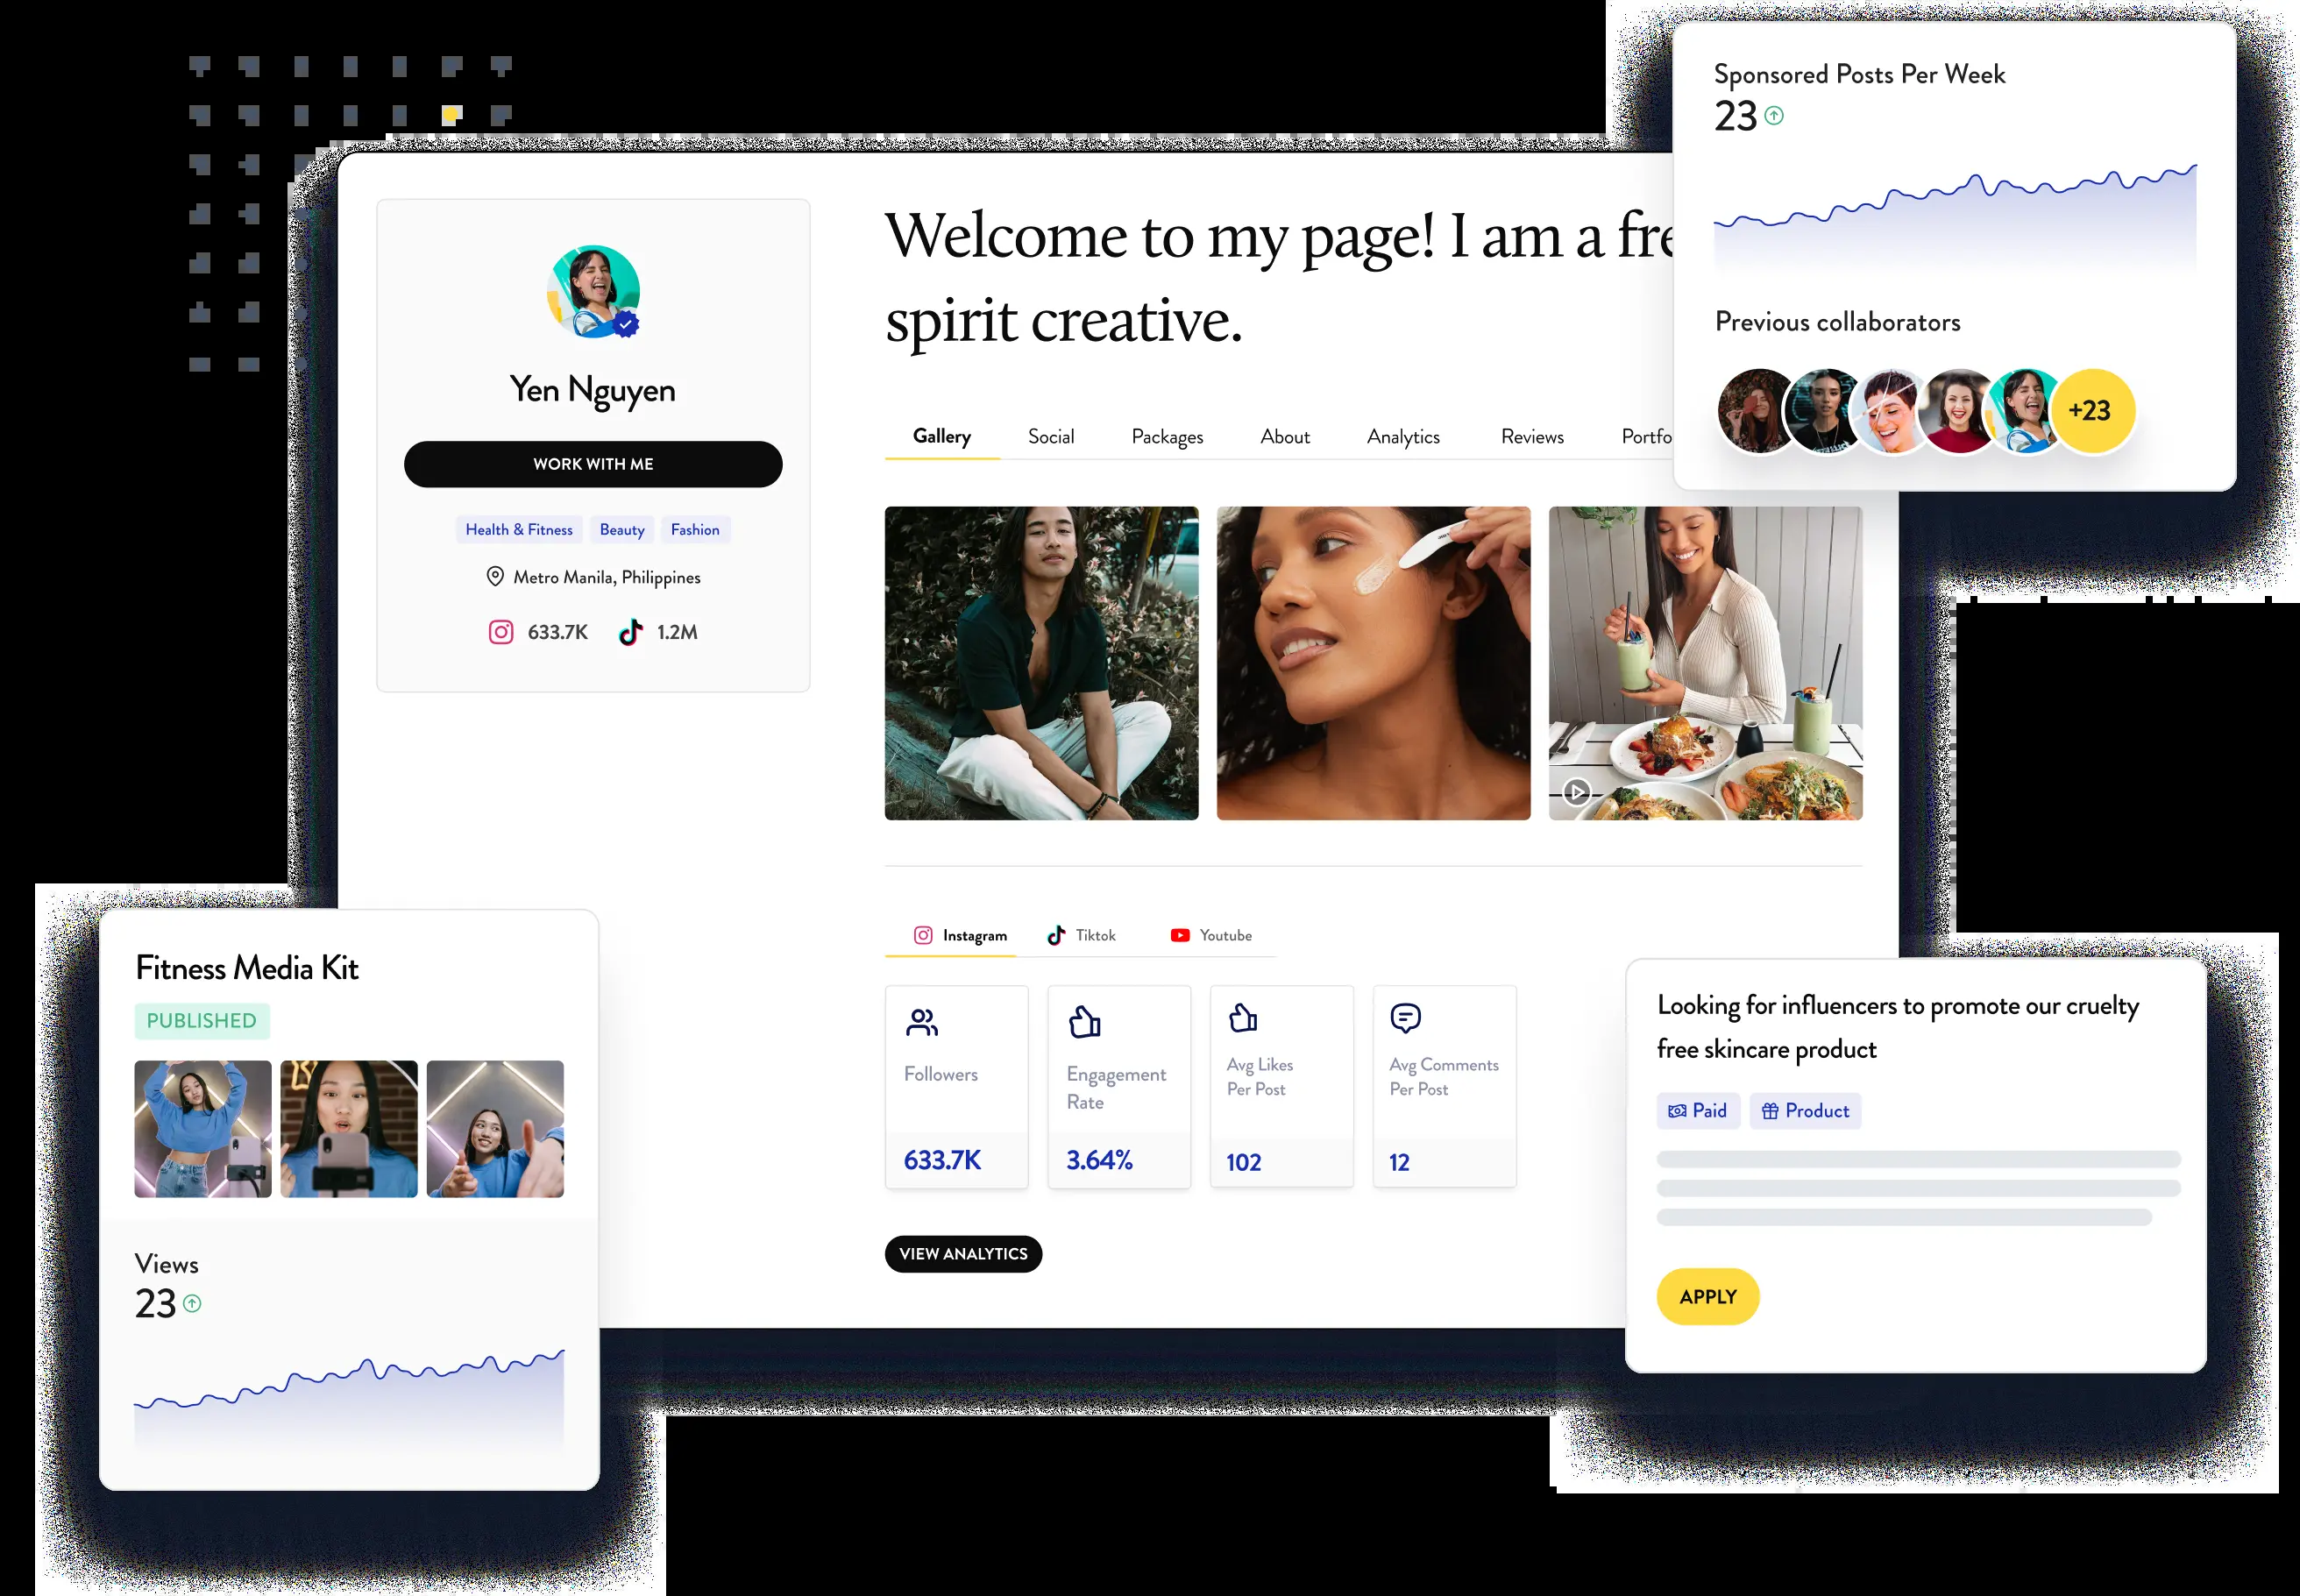 Sponsored Posts Per Week
23
Previous collaborators
+23
Yen Nguyen
WORK WITH ME
Health & Fitness Beauty Fashion
Metro Manila, Philippines
633.7K 1.2M
Welcome to my page! I am a fre
spirit creative.
Gallery Social Packages About Analytics Reviews Portfo
Instagram Tiktok Youtube
Followers
633.7K
Engagement
Rate
3.64%
Avg Likes
Per Post
102
Avg Comments
Per Post
12
VIEW ANALYTICS
Fitness Media Kit
PUBLISHED
Views
23
Looking for influencers to promote our cruelty
free skincare product
Paid Product
APPLY